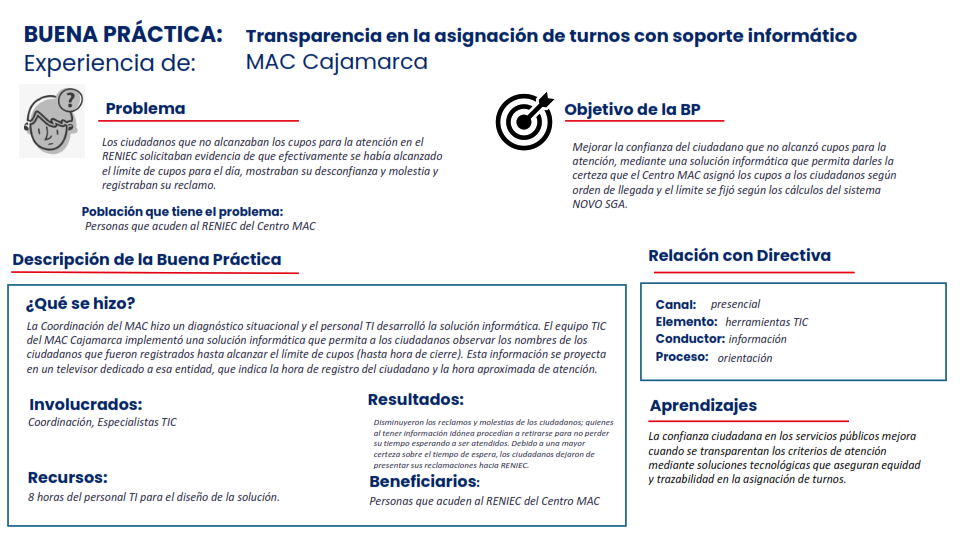 BUENA PRÁCTICA:
Transparencia en la asignación de turnos con soporte informático
Experiencia de:
MAC Cajamarca
?
Problema
Los ciudadanos que no alcanzaban los cupos para la atención en el
RENIEC solicitaban evidencia de que efectivamente se había alcanzado
el límite de cupos para el día, mostraban su desconfianza y molestia y
registraban su reclamo.
Población que tiene el problema:
Personas que acuden al RENIEC del Centro MAC
Objetivo de la BP
Mejorar la confianza del ciudadano que no alcanzó cupos para la
atención, mediante una solución informática que permita darles la
certeza que el Centro MAC asignó los cupos a los ciudadanos según
orden de llegada y el límite se fijó según los cálculos del sistema
NOVO SGA.
Descripción de la Buena Práctica
¿Qué se hizo?
La Coordinación del MAC hizo un diagnóstico situacional y el personal TI desarrolló la solución informática. El equipo TIC
del MAC Cajamarca implementó una solución informática que permita a los ciudadanos observar los nombres de los
ciudadanos que fueron registrados hasta alcanzar el límite de cupos (hasta hora de cierre). Esta información se proyecta
en un televisor dedicado a esa entidad, que indica la hora de registro del ciudadano y la hora aproximada de atención.
Involucrados:
Coordinación, Especialistas TIC
Recursos:
8 horas del personal TI para el diseño de la solución.
Resultados:
Disminuyeron los reclamos y molestias de los ciudadanos; quienes
al tener información idónea procedían a retirarse para no perder
su tiempo esperando a ser atendidos. Debido a una mayor
certeza sobre el tiempo de espera, los ciudadanos dejaron de
presentar sus reclamaciones hacia RENIEC.
Beneficiarios:
Personas que acuden al RENIEC del Centro MAC
Relación con Directiva
Canal: presencial
Elemento: herramientas TIC
Conductor: información
Proceso: orientación
Aprendizajes
La confianza ciudadana en los servicios públicos mejora
cuando se transparentan los criterios de atención
mediante soluciones tecnológicas que aseguran equidad
y trazabilidad en la asignación de turnos.